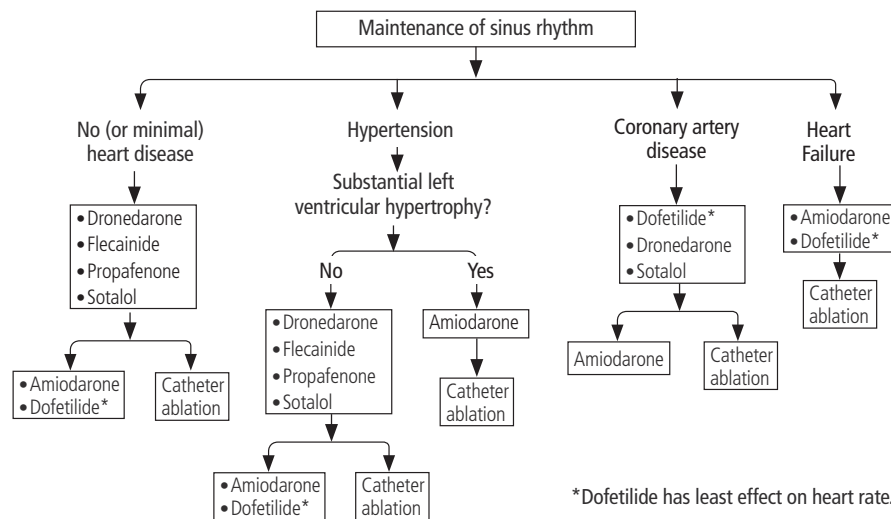 Maintenance of sinus rhythm
No (or minimal)
heart disease
• Dronedarone
• Flecainide
• Propafenone
• Sotalol
• Amiodarone
• Dofetilide*
Catheter
ablation
Hypertension
Substantial left
ventricular hypertrophy?
No
• Dronedarone
• Flecainide
• Propafenone
• Sotalol
• Amiodarone
• Dofetilide*
Catheter
ablation
Yes
Amiodarone
Catheter
ablation
Coronary artery
disease
• Dofetilide*
• Dronedarone
• Sotalol
Amiodarone
Catheter
ablation
Heart
Failure
• Amiodarone
• Dofetilide*
Catheter
ablation
*Dofetilide has least effect on heart rate.